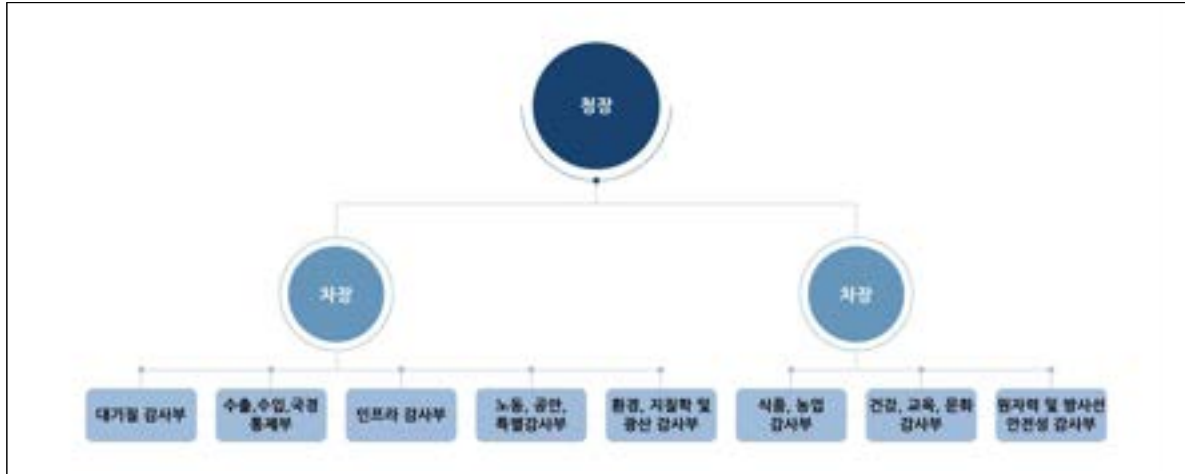 청장
차장
차장
대기질 감사부
수출,수입,국경
통제부
인프라 감사부
노동, 공안,
특별감사부
환경, 지질학 및
광산 감사부
식품, 농업
감사부
건강, 교육, 문화
감사부
원자력 및 방사선
안전성 감사부